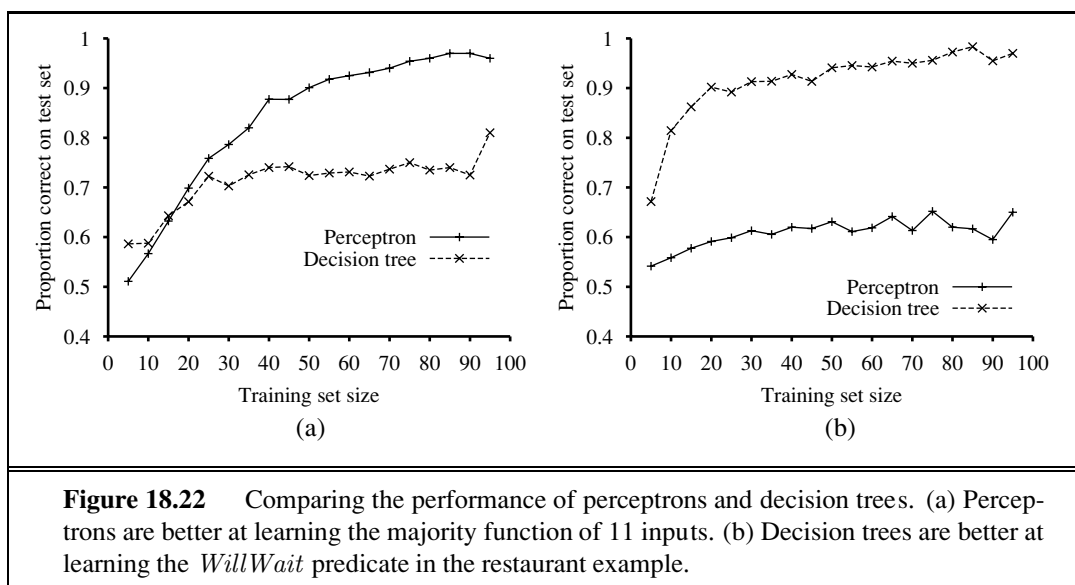 1
0.9
0.8
0.7
0.6
0.5
0.4
Proportion correct on test set
Perceptron
Decision tree
0 10 20 30 40 50 60 70 80 90 100
Training set size
(a)
1
0.9
0.8
0.7
0.6
0.5
0.4
Proportion correct on test set
Perceptron
Decision tree
0 10 20 30 40 50 60 70 80 90 100
Training set size
(b)
Figure 18.22 Comparing the performance of perceptrons and decision trees. (a) Percep-
trons are better at learning the majority function of 11 inputs. (b) Decision trees are better at
learning the WillWait predicate in the restaurant example.